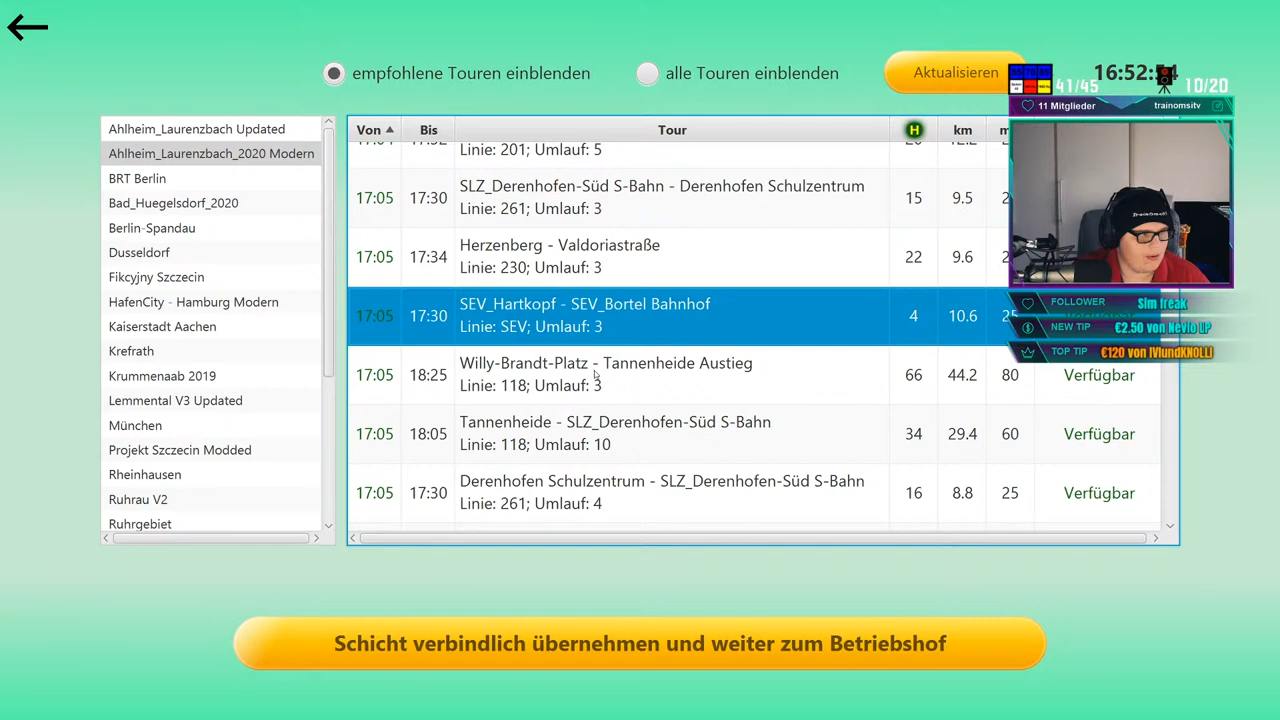 empfohlene Touren einblenden
alle Touren einblenden
Aktualisieren
16:52:54
41/45
10/20
11 Mitglieder
trainomsitv
Ahlheim_Laurenzbach Updated
Ahlheim_Laurenzbach_2020 Modern
BRT Berlin
Bad_Huegelsdorf_2020
Berlin-Spandau
Dusseldorf
Fikcyjny Szczecin
HafenCity - Hamburg Modern
Kaiserstadt Aachen
Krefrath
Krummenaab 2019
Lemmental V3 Updated
München
Projekt Szczecin Modded
Rheinhausen
Ruhrau V2
Ruhrgebiet
Von Bis Tour H km
Linie: 201; Umlauf: 5
17:05 17:30 SLZ_Derenhofen-Süd S-Bahn - Derenhofen Schulzentrum 15 9.5
Linie: 261; Umlauf: 3
17:05 17:34 Herzenberg - Valdoriastraße 22 9.6
Linie: 230; Umlauf: 3
17:05 17:30 SEV_Hartkopf - SEV_Bortel Bahnhof 4 10.6 25
Linie: SEV; Umlauf: 3
17:05 18:25 Willy-Brandt-Platz - Tannenheide Austieg 66 44.2 80 Verfügbar
Linie: 118; Umlauf: 3
17:05 18:05 Tannenheide - SLZ_Derenhofen-Süd S-Bahn 34 29.4 60 Verfügbar
Linie: 118; Umlauf: 10
17:05 17:30 Derenhofen Schulzentrum - SLZ_Derenhofen-Süd S-Bahn 16 8.8 25 Verfügbar
Linie: 261; Umlauf: 4
FOLLOWER Sim freak
NEW TIP €2.50 von Nevio LP
TOP TIP €120 von IVIundKNOLLI
Schicht verbindlich übernehmen und weiter zum Betriebshof